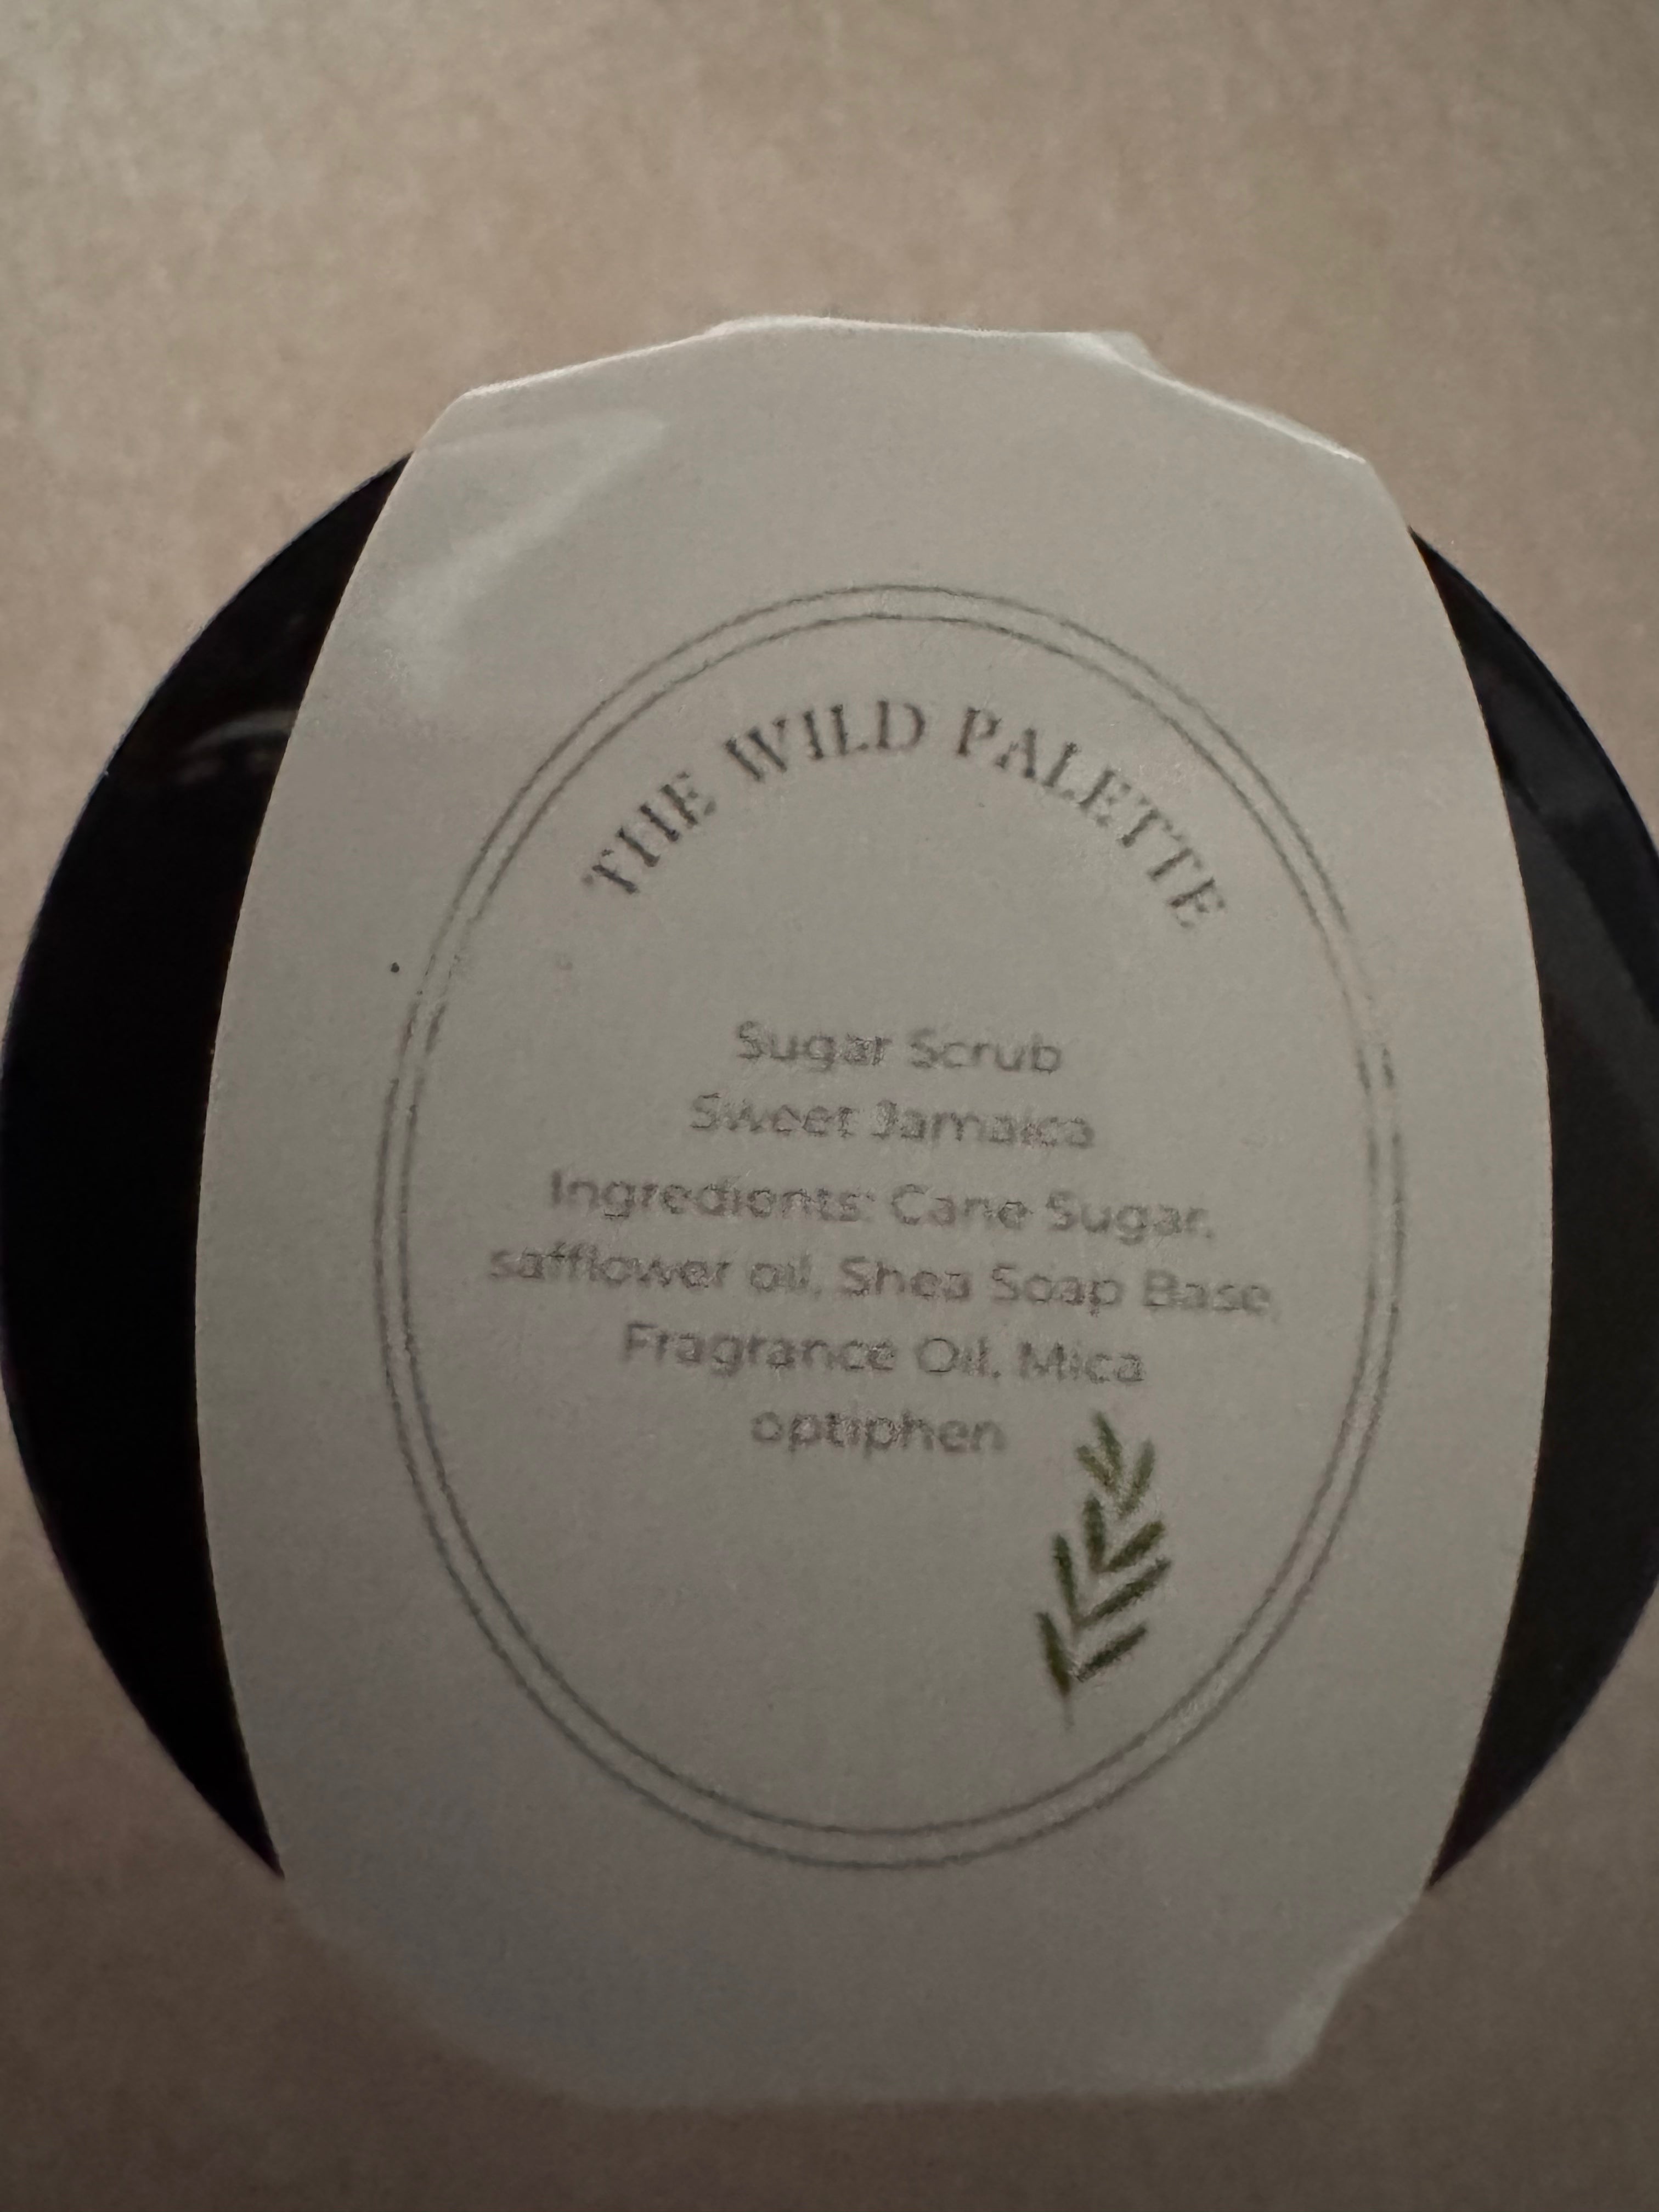 THE WILD PALETTE
Sugar Scrub
Sweet Jamaica
Ingredients: Cane Sugar,
safflower oil, Shea Soap Base,
Fragrance Oil, Mica
optiphen